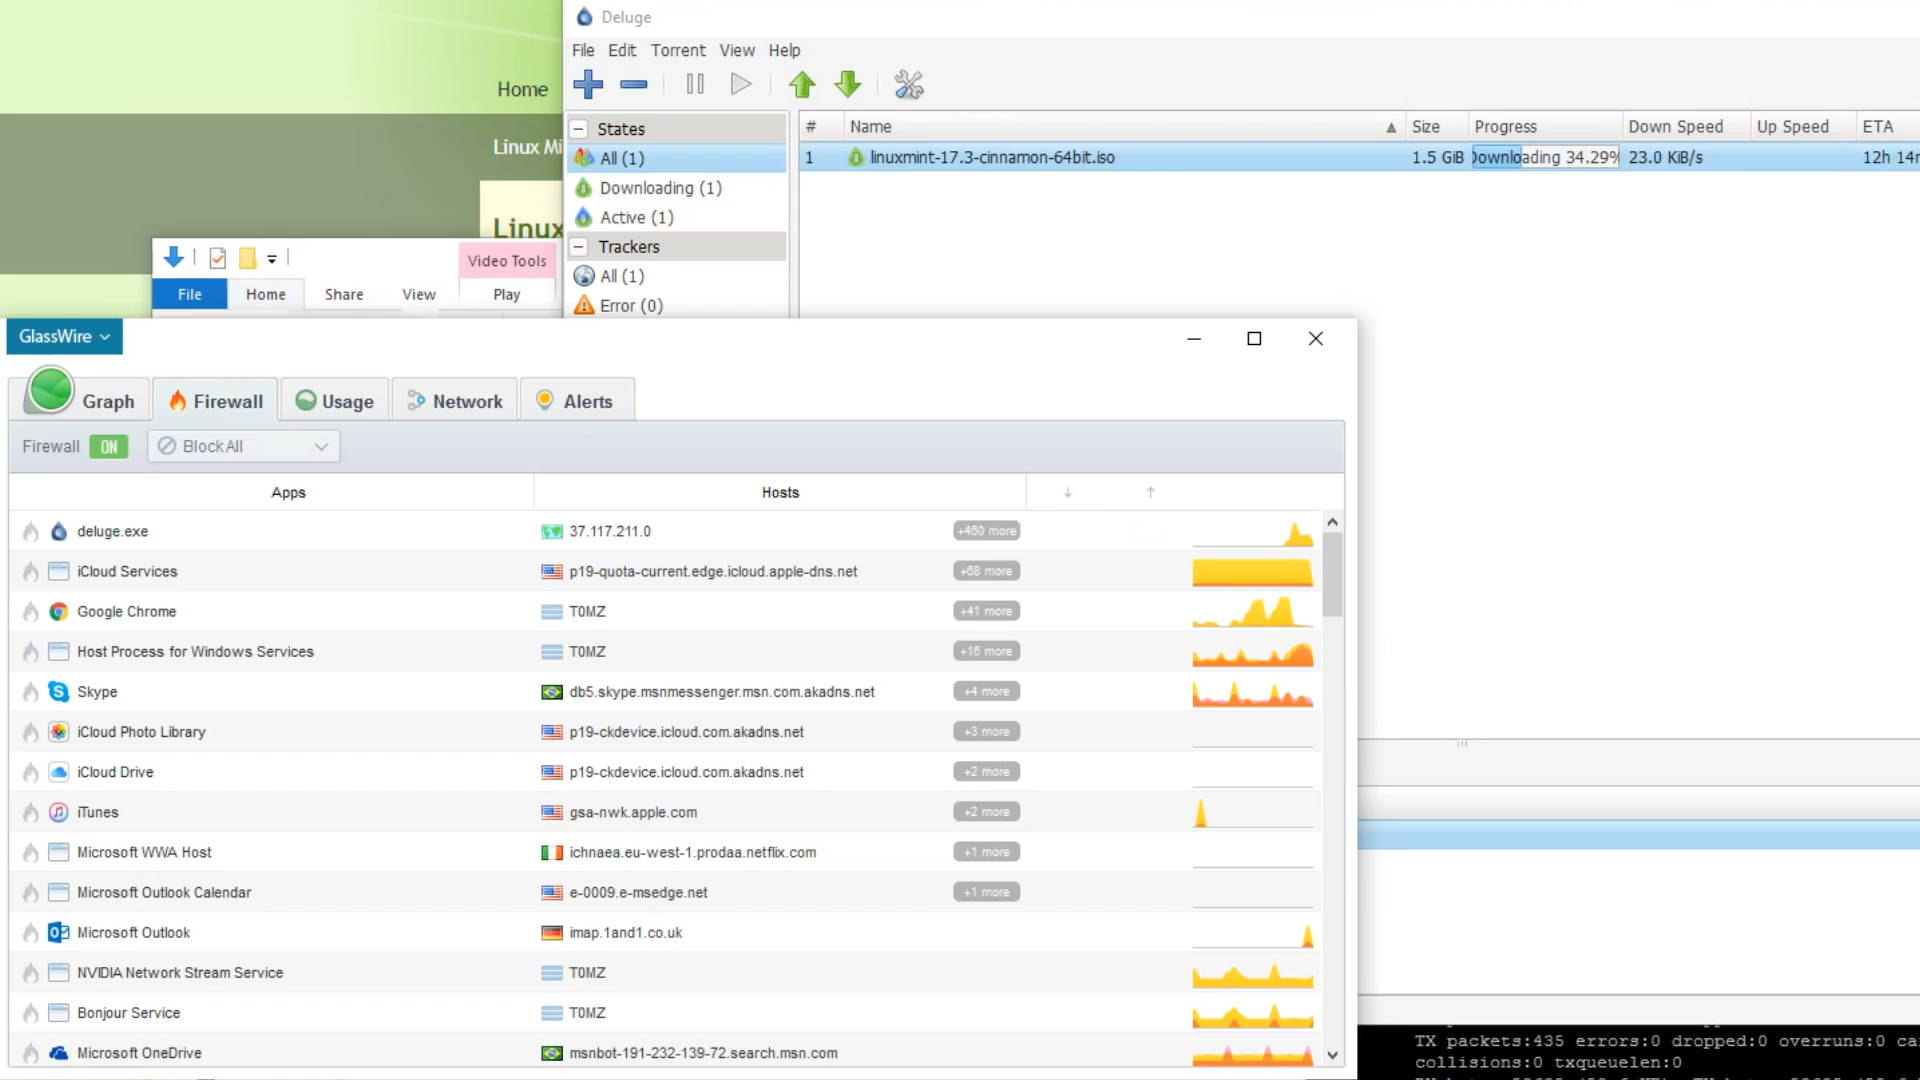 Deluge
File Edit Torrent View Help
Home
Linux Mi
Linux
States
All (1)
Downloading (1)
Active (1)
Trackers
All (1)
Error (0)
# Name Size Progress Down Speed Up Speed ETA
1 linuxmint-17.3-cinnamon-64bit.iso 1.5 GiB Downloading 34.29% 23.0 KiB/s 12h 14m
Video Tools
File Home Share View Play
GlassWire
Graph Firewall Usage Network Alerts
Firewall ON Block All
Apps Hosts ↓ ↑
deluge.exe 37.117.211.0 +460 more
iCloud Services p19-quota-current.edge.icloud.apple-dns.net +68 more
Google Chrome T0MZ +41 more
Host Process for Windows Services T0MZ +16 more
Skype db5.skype.msnmessenger.msn.com.akadns.net +4 more
iCloud Photo Library p19-ckdevice.icloud.com.akadns.net +3 more
iCloud Drive p19-ckdevice.icloud.com.akadns.net +2 more
iTunes gsa-nwk.apple.com +2 more
Microsoft WWA Host ichnaea.eu-west-1.prodaa.netflix.com +1 more
Microsoft Outlook Calendar e-0009.e-msedge.net +1 more
Microsoft Outlook imap.1and1.co.uk
NVIDIA Network Stream Service T0MZ
Bonjour Service T0MZ
Microsoft OneDrive msnbot-191-232-139-72.search.msn.com
TX packets:435 errors:0 dropped:0 overruns:0 ca
collisions:0 txqueuelen:0